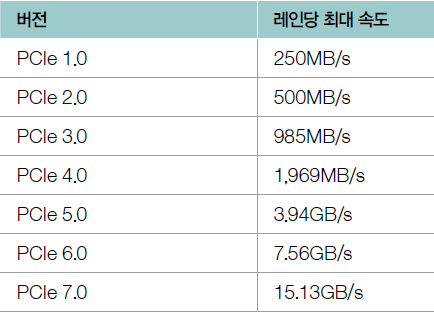 버전 레인당 최대 속도
PCIe 1.0 250MB/s
PCIe 2.0 500MB/s
PCIe 3.0 985MB/s
PCIe 4.0 1,969MB/s
PCIe 5.0 3.94GB/s
PCIe 6.0 7.56GB/s
PCIe 7.0 15.13GB/s